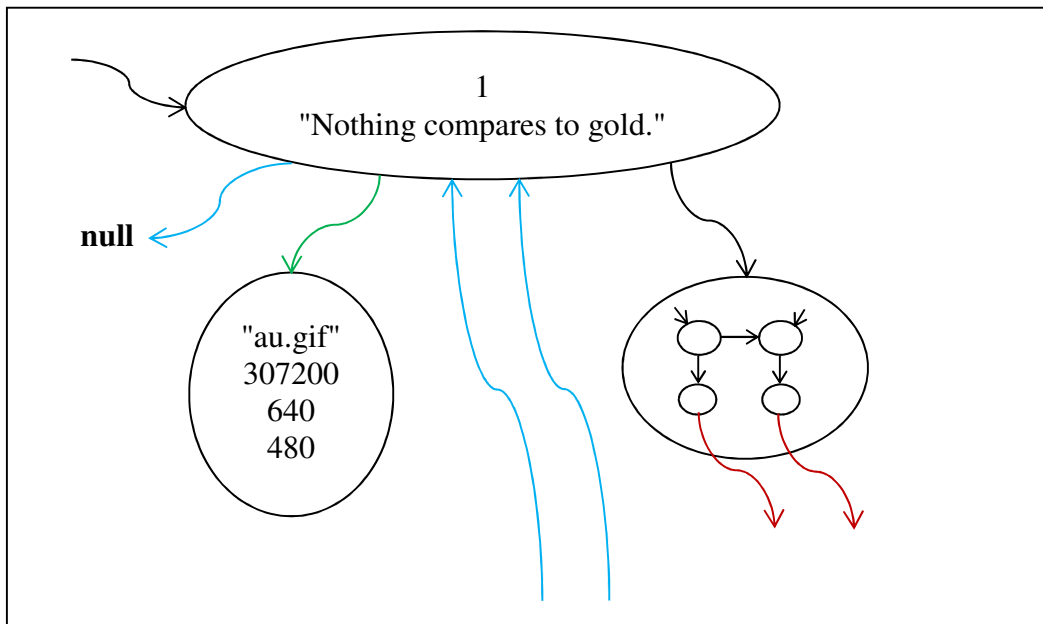 1
"Nothing compares to gold."
null
"au.gif"
307200
640
480